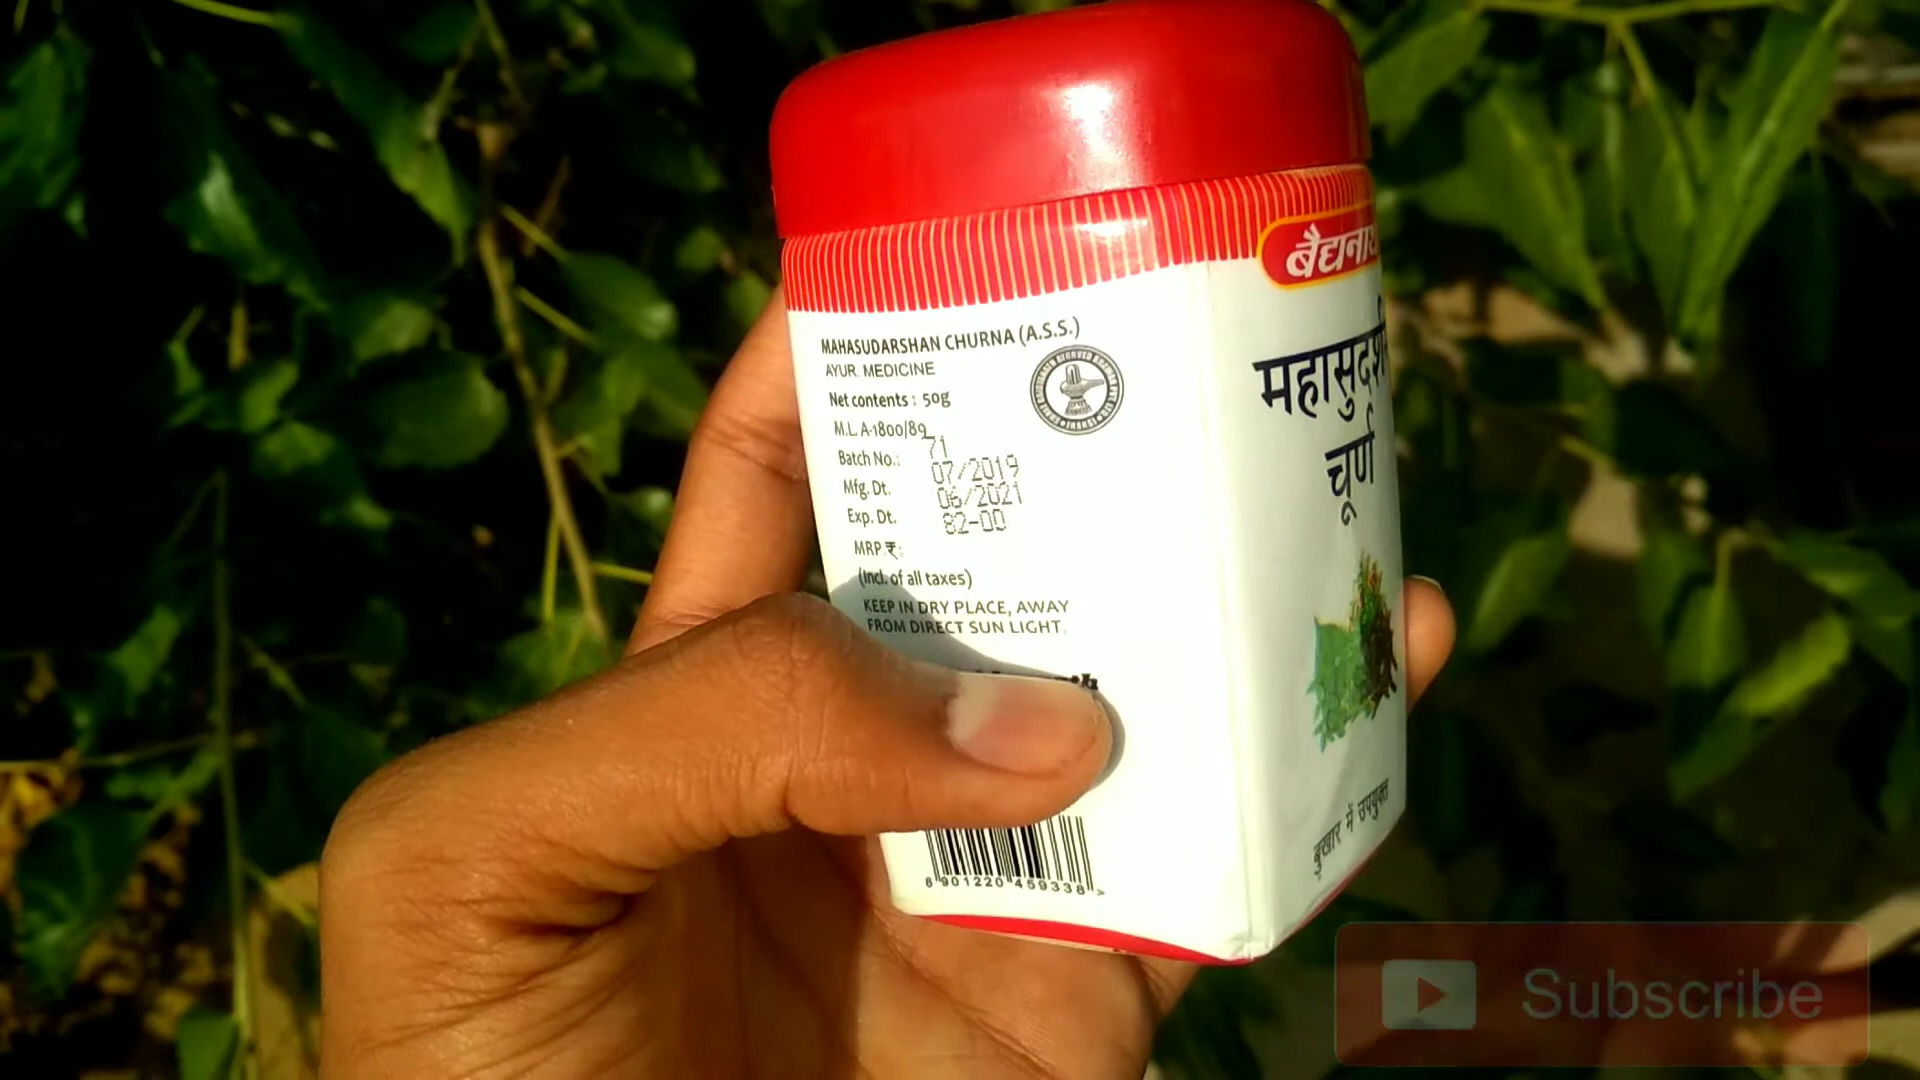 MAHASUDARSHAN CHURNA (A.S.S.)
AYUR. MEDICINE
Net contents : 50g
M.L. A-1800/89
Batch No.: 71
Mfg. Dt. 07/2019
Exp. Dt. 06/2021
MRP ₹: 82-00
(Incl. of all taxes)
KEEP IN DRY PLACE, AWAY
FROM DIRECT SUN LIGHT.
8 901220 459338 >
बैद्यनाथ
महासुदर्शन
चूर्ण
बुखार में उपयुक्त
Subscribe